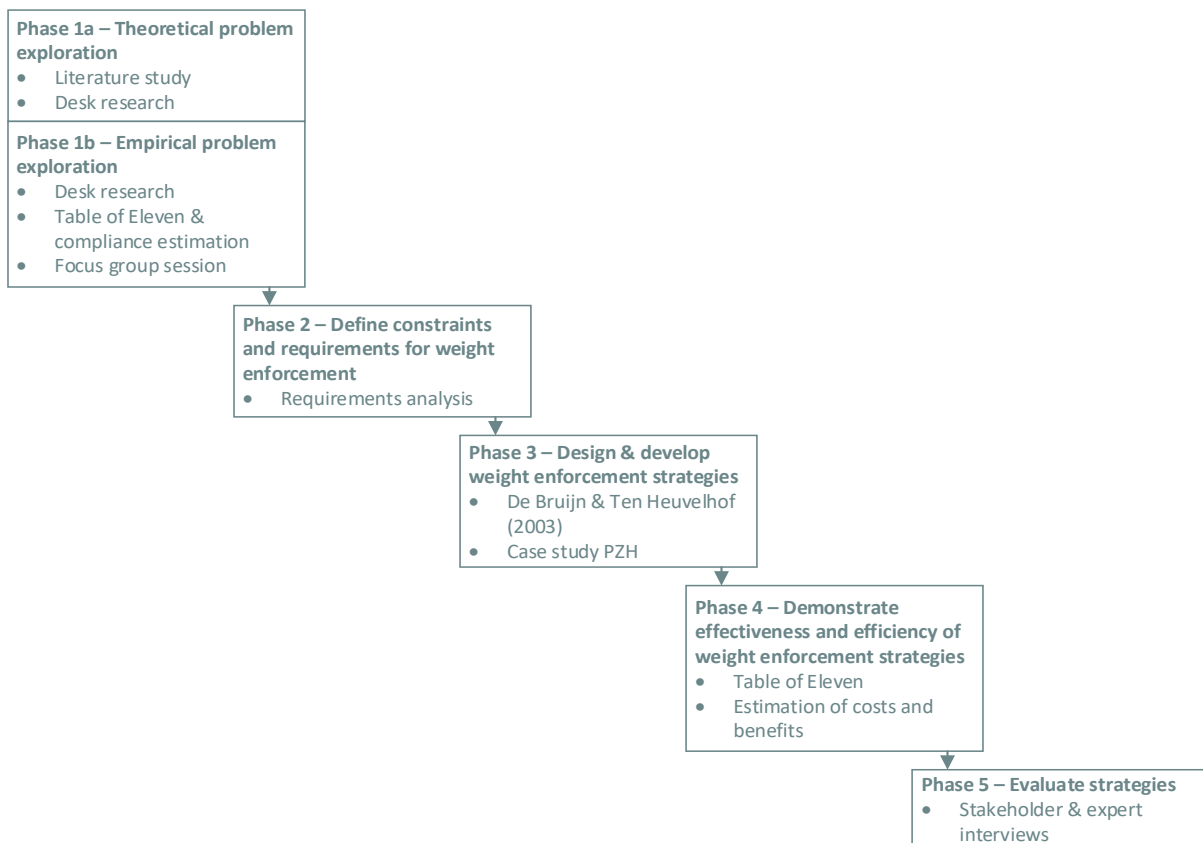 Phase 1a – Theoretical problem
exploration
• Literature study
• Desk research
Phase 1b – Empirical problem
exploration
• Desk research
• Table of Eleven &
compliance estimation
• Focus group session
Phase 2 – Define constraints
and requirements for weight
enforcement
• Requirements analysis
Phase 3 – Design & develop
weight enforcement strategies
• De Bruijn & Ten Heuvelhof
(2003)
• Case study PZH
Phase 4 – Demonstrate
effectiveness and efficiency of
weight enforcement strategies
• Table of Eleven
• Estimation of costs and
benefits
Phase 5 – Evaluate strategies
• Stakeholder & expert
interviews